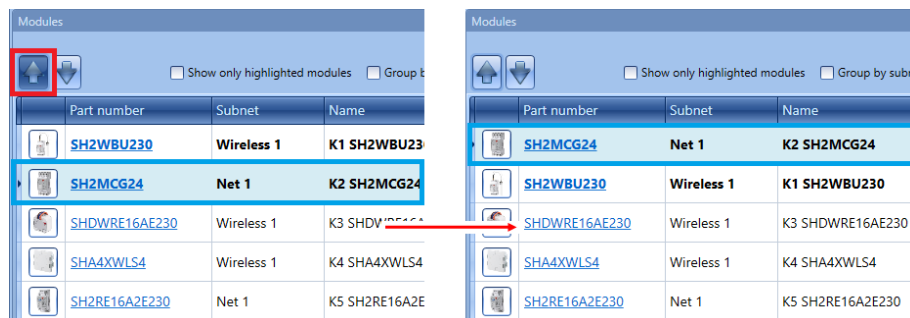 Modules
Show only highlighted modules Group b
Part number Subnet Name
SH2WBU230 Wireless 1 K1 SH2WBU23
SH2MCG24 Net 1 K2 SH2MCG24
SHDWRE16AE230 Wireless 1 K3
SHA4XWLS4 Wireless 1 K4 SHA4XWLS4
SH2RE16A2E230 Net 1 K5 SH2RE16A2E
Modules
Show only highlighted modules Group by subn
Part number Subnet Name
SH2MCG24 Net 1 K2 SH2MCG24
SH2WBU230 Wireless 1 K1 SH2WBU230
SHDWRE16AE230 Wireless 1 K3 SHDWRE16AE230
SHA4XWLS4 Wireless 1 K4 SHA4XWLS4
SH2RE16A2E230 Net 1 K5 SH2RE16A2E230